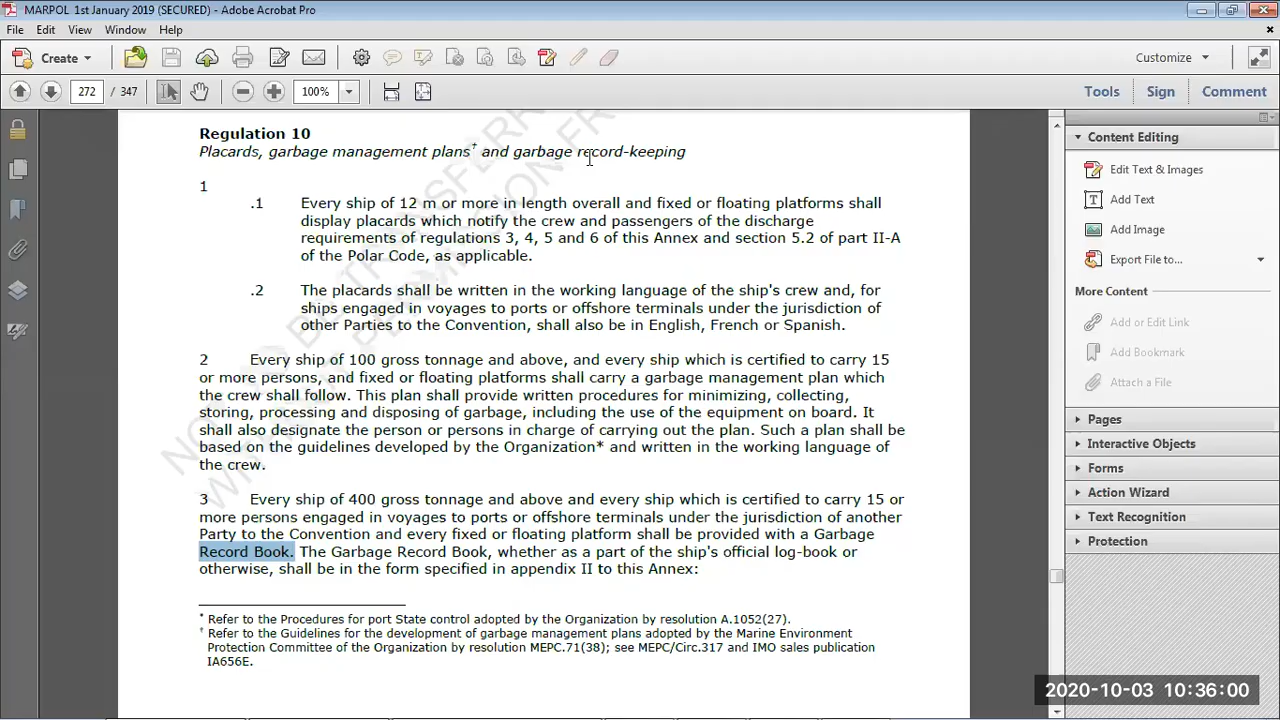 MARPOL 1st January 2019 (SECURED) - Adobe Acrobat Pro
File Edit View Window Help
Create
Customize
272 / 347
100%
Tools Sign Comment
Regulation 10
Placards, garbage management plans† and garbage record-keeping
1
.1 Every ship of 12 m or more in length overall and fixed or floating platforms shall
display placards which notify the crew and passengers of the discharge
requirements of regulations 3, 4, 5 and 6 of this Annex and section 5.2 of part II-A
of the Polar Code, as applicable.
.2 The placards shall be written in the working language of the ship's crew and, for
ships engaged in voyages to ports or offshore terminals under the jurisdiction of
other Parties to the Convention, shall also be in English, French or Spanish.
2 Every ship of 100 gross tonnage and above, and every ship which is certified to carry 15
or more persons, and fixed or floating platforms shall carry a garbage management plan which
the crew shall follow. This plan shall provide written procedures for minimizing, collecting,
storing, processing and disposing of garbage, including the use of the equipment on board. It
shall also designate the person or persons in charge of carrying out the plan. Such a plan shall be
based on the guidelines developed by the Organization* and written in the working language of
the crew.
3 Every ship of 400 gross tonnage and above and every ship which is certified to carry 15 or
more persons engaged in voyages to ports or offshore terminals under the jurisdiction of another
Party to the Convention and every fixed or floating platform shall be provided with a Garbage
Record Book. The Garbage Record Book, whether as a part of the ship's official log-book or
otherwise, shall be in the form specified in appendix II to this Annex:
* Refer to the Procedures for port State control adopted by the Organization by resolution A.1052(27).
† Refer to the Guidelines for the development of garbage management plans adopted by the Marine Environment
Protection Committee of the Organization by resolution MEPC.71(38); see MEPC/Circ.317 and IMO sales publication
IA656E.
Content Editing
Edit Text & Images
Add Text
Add Image
Export File to...
More Content
Add or Edit Link
Add Bookmark
Attach a File
Pages
Interactive Objects
Forms
Action Wizard
Text Recognition
Protection
2020-10-03 10:36:00